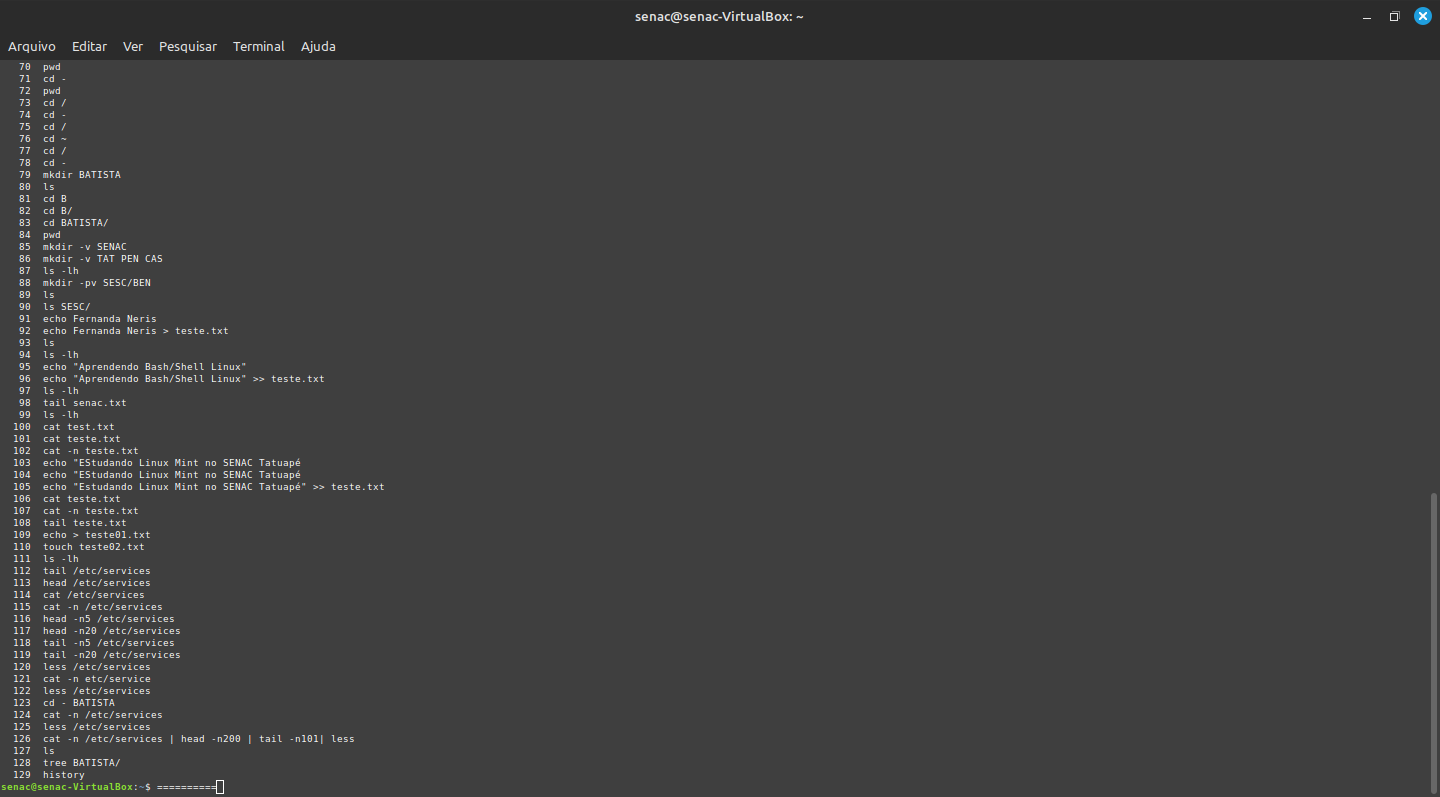 senac@senac-VirtualBox: ~
Arquivo Editar Ver Pesquisar Terminal Ajuda
70 pwd
71 cd -
72 pwd
73 cd /
74 cd -
75 cd /
76 cd ~
77 cd /
78 cd -
79 mkdir BATISTA
80 ls
81 cd B
82 cd B/
83 cd BATISTA/
84 pwd
85 mkdir -v SENAC
86 mkdir -v TAT PEN CAS
87 ls -lh
88 mkdir -pv SESC/BEN
89 ls
90 ls SESC/
91 echo Fernanda Neris
92 echo Fernanda Neris > teste.txt
93 ls
94 ls -lh
95 echo "Aprendendo Bash/Shell Linux"
96 echo "Aprendendo Bash/Shell Linux" >> teste.txt
97 ls -lh
98 tail senac.txt
99 ls -lh
100 cat test.txt
101 cat teste.txt
102 cat -n teste.txt
103 echo "EStudando Linux Mint no SENAC Tatuapé
104 echo "EStudando Linux Mint no SENAC Tatuapé
105 echo "Estudando Linux Mint no SENAC Tatuapé" >> teste.txt
106 cat teste.txt
107 cat -n teste.txt
108 tail teste.txt
109 echo > teste01.txt
110 touch teste02.txt
111 ls -lh
112 tail /etc/services
113 head /etc/services
114 cat /etc/services
115 cat -n /etc/services
116 head -n5 /etc/services
117 head -n20 /etc/services
118 tail -n5 /etc/services
119 tail -n20 /etc/services
120 less /etc/services
121 cat -n etc/service
122 less /etc/services
123 cd - BATISTA
124 cat -n /etc/services
125 less /etc/services
126 cat -n /etc/services | head -n200 | tail -n101| less
127 ls
128 tree BATISTA/
129 history
senac@senac-VirtualBox:~$ ==========